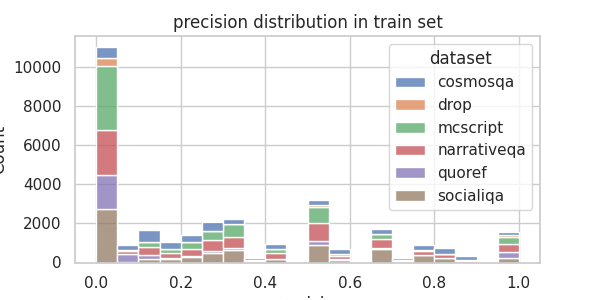 precision distribution in train set
10000
8000
6000
4000
2000
0
0.0
0.2
0.4
0.6
0.8
1.0
dataset
cosmosqa
drop
mcscript
narrativeqa
quoref
socialiqa